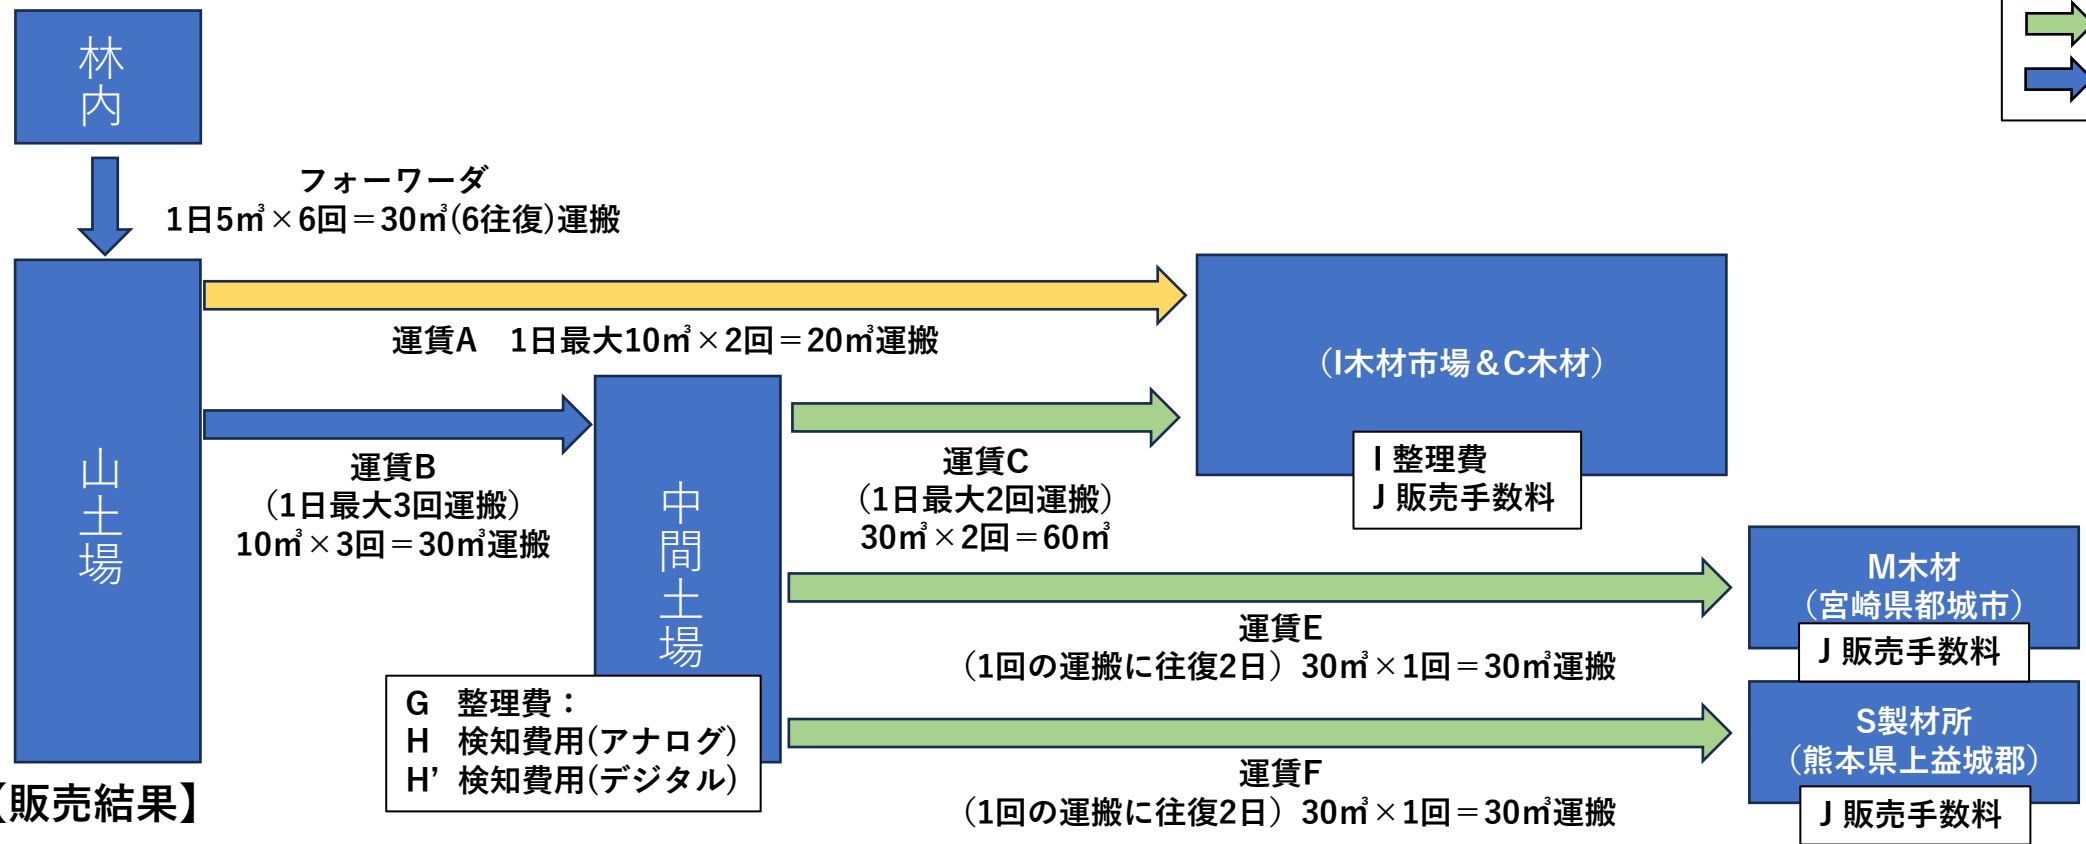 林内
フォーワーダ
1日5㎥×6回＝30㎥(6往復)運搬
運賃A　1日最大10㎥×2回＝20㎥運搬
（I木材市場＆C木材）
I 整理費
J 販売手数料
山土場
運賃B
（1日最大3回運搬）
10㎥×3回＝30㎥運搬
中間土場
運賃C
（1日最大2回運搬）
30㎥×2回＝60㎥
M木材
（宮崎県都城市）
J 販売手数料
運賃E
（1回の運搬に往復2日）30㎥×1回＝30㎥運搬
G　整理費：
H　検知費用(アナログ)
H’ 検知費用(デジタル)
S製材所
（熊本県上益城郡）
J 販売手数料
運賃F
（1回の運搬に往復2日）30㎥×1回＝30㎥運搬
【販売結果】